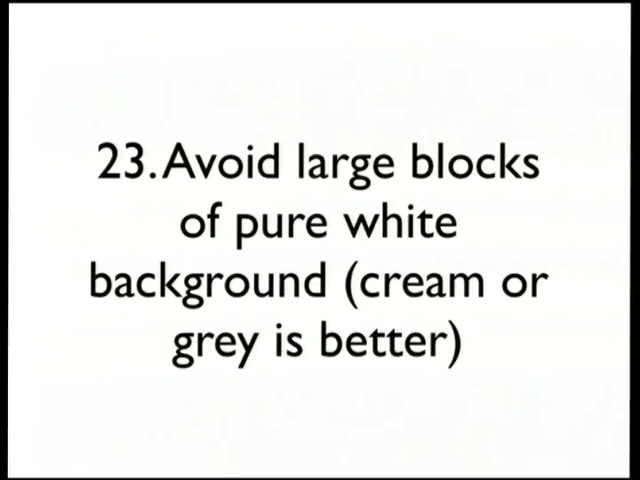 23. Avoid large blocks
of pure white
background (cream or
grey is better)